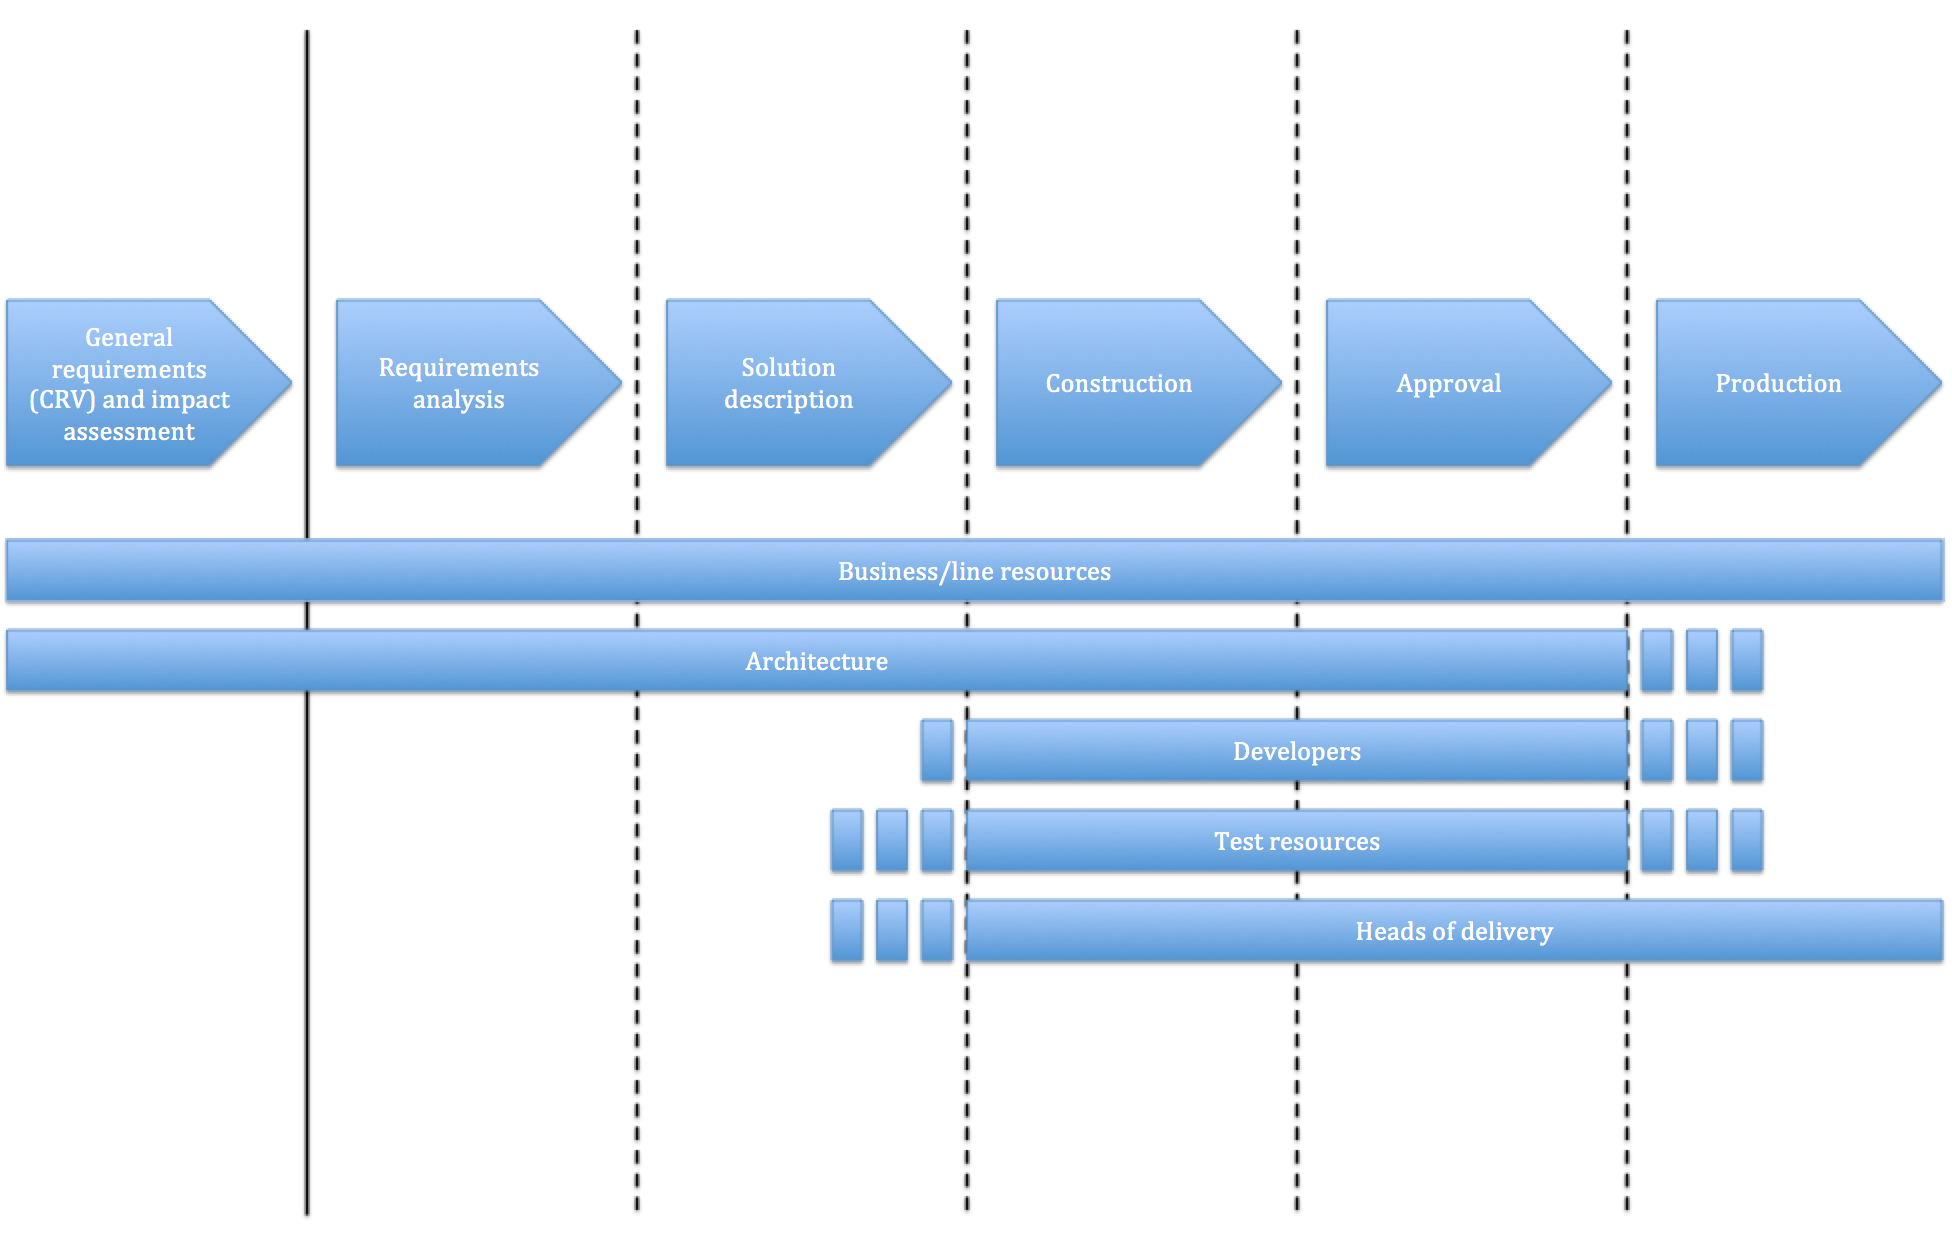 General
requirements
(CRV) and impact
assessment
Requirements
analysis
Solution
description
Construction
Approval
Production
Business/line resources
Architecture
Developers
Test resources
Heads of delivery